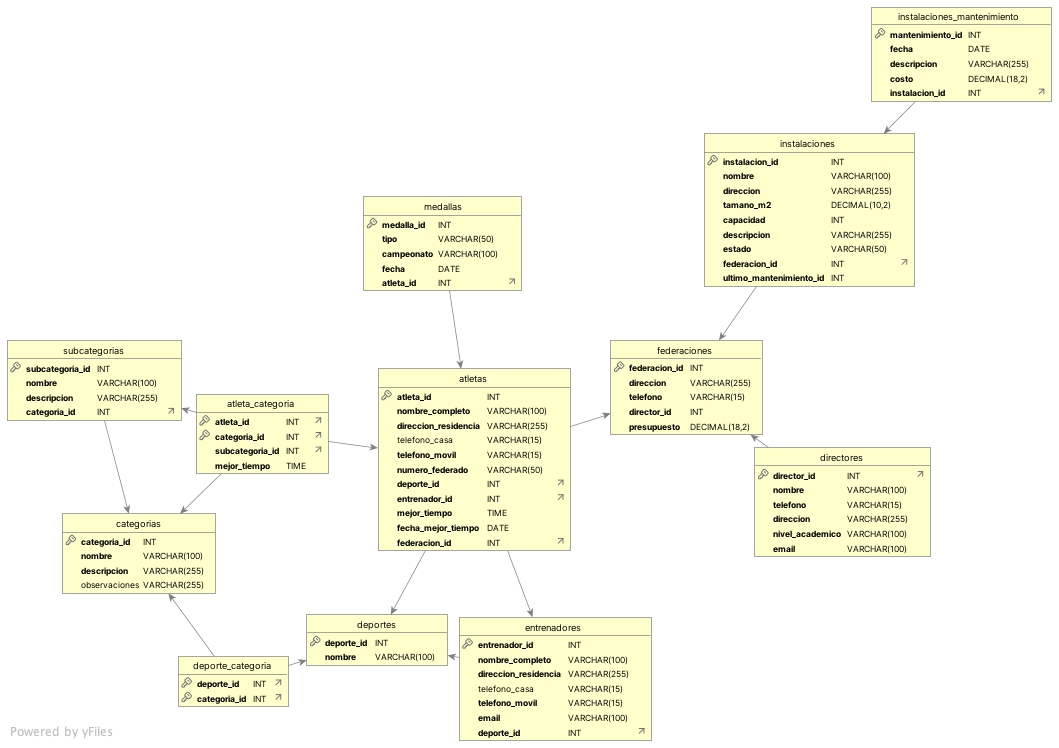 instalaciones_mantenimiento
mantenimiento_id INT
fecha DATE
descripcion VARCHAR(255)
costo DECIMAL(18,2)
instalacion_id INT
instalaciones
instalacion_id INT
nombre VARCHAR(100)
direccion VARCHAR(255)
tamano_m2 DECIMAL(10,2)
capacidad INT
descripcion VARCHAR(255)
estado VARCHAR(50)
federacion_id INT
ultimo_mantenimiento_id INT
medallas
medalla_id INT
tipo VARCHAR(50)
campeonato VARCHAR(100)
fecha DATE
atleta_id INT
subcategorias
subcategoria_id INT
nombre VARCHAR(100)
descripcion VARCHAR(255)
categoria_id INT
atleta_categoria
atleta_id INT
categoria_id INT
subcategoria_id INT
mejor_tiempo TIME
atletas
atleta_id INT
nombre_completo VARCHAR(100)
direccion_residencia VARCHAR(255)
telefono_casa VARCHAR(15)
telefono_movil VARCHAR(15)
numero_federado VARCHAR(50)
deporte_id INT
entrenador_id INT
mejor_tiempo TIME
fecha_mejor_tiempo DATE
federacion_id INT
federaciones
federacion_id INT
direccion VARCHAR(255)
telefono VARCHAR(15)
director_id INT
presupuesto DECIMAL(18,2)
directores
director_id INT
nombre VARCHAR(100)
telefono VARCHAR(15)
direccion VARCHAR(255)
nivel_academico VARCHAR(100)
email VARCHAR(100)
categorias
categoria_id INT
nombre VARCHAR(100)
descripcion VARCHAR(255)
observaciones VARCHAR(255)
deportes
deporte_id INT
nombre VARCHAR(100)
entrenadores
entrenador_id INT
nombre_completo VARCHAR(100)
direccion_residencia VARCHAR(255)
telefono_casa VARCHAR(15)
telefono_movil VARCHAR(15)
email VARCHAR(100)
deporte_id INT
deporte_categoria
deporte_id INT
categoria_id INT
Powered by yFiles